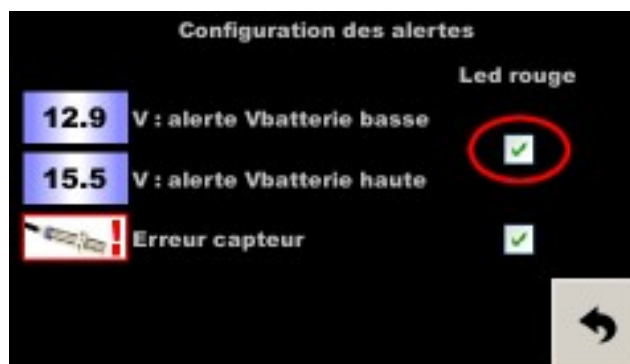 Configuration des alertes
Led rouge
12.9 V : alerte Vbatterie basse
15.5 V : alerte Vbatterie haute
! Erreur capteur